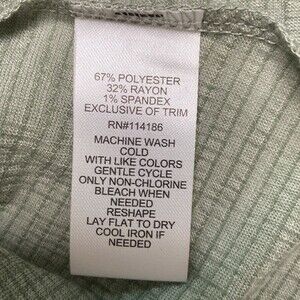 67% POLYESTER
32% RAYON
1% SPANDEX
EXCLUSIVE OF TRIM
RN#114186
MACHINE WASH
COLD
WITH LIKE COLORS
GENTLE CYCLE
ONLY NON-CHLORINE
BLEACH WHEN
NEEDED
RESHAPE
LAY FLAT TO DRY
COOL IRON IF
NEEDED